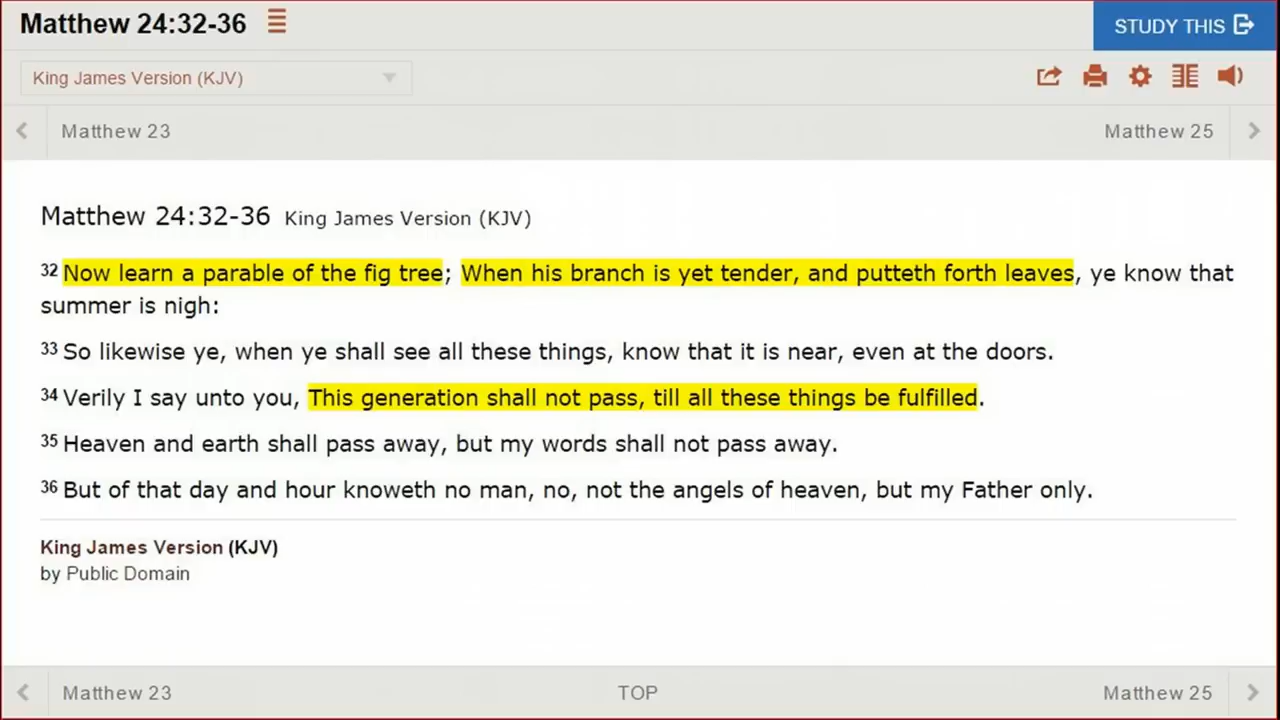 Matthew 24:32-36
STUDY THIS
King James Version (KJV)
Matthew 23
Matthew 25
Matthew 24:32-36 King James Version (KJV)
32 Now learn a parable of the fig tree; When his branch is yet tender, and putteth forth leaves, ye know that
summer is nigh:
33 So likewise ye, when ye shall see all these things, know that it is near, even at the doors.
34 Verily I say unto you, This generation shall not pass, till all these things be fulfilled.
35 Heaven and earth shall pass away, but my words shall not pass away.
36 But of that day and hour knoweth no man, no, not the angels of heaven, but my Father only.
King James Version (KJV)
by Public Domain
Matthew 23
TOP
Matthew 25